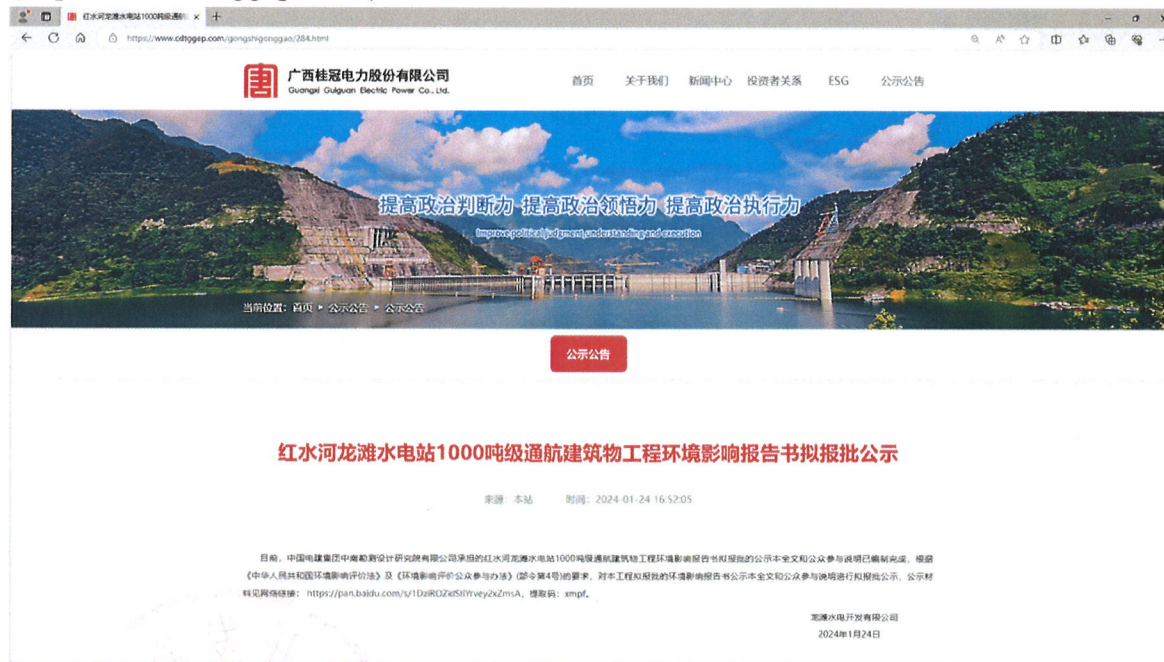 红水河龙滩水电站1000吨级通航
https://www.cdtggep.com/gongshigonggao/284.html
广西桂冠电力股份有限公司
Guangxi Guiguan Electric Power Co., Ltd.
首页 关于我们 新闻中心 投资者关系 ESG 公示公告
提高政治判断力 提高政治领悟力 提高政治执行力
Improve political judgment, understanding and execution
当前位置: 首页 ▸ 公示公告 ▸ 公示公告
公示公告
红水河龙滩水电站1000吨级通航建筑物工程环境影响报告书拟报批公示
来源: 本站 时间: 2024-01-24 16:52:05
目前, 中国电建集团中南勘测设计研究院有限公司承担的红水河龙滩水电站1000吨级通航建筑物工程环境影响报告书拟报批的公示本全文和公众参与说明已编制完成, 根据
《中华人民共和国环境影响评价法》及《环境影响评价公众参与办法》(部令第4号)的要求, 对本工程拟报批的环境影响报告书公示本全文和公众参与说明进行拟报批公示, 公示材
料见网络链接: https://pan.baidu.com/s/, 提取码: xmpf。
龙滩水电开发有限公司
2024年1月24日